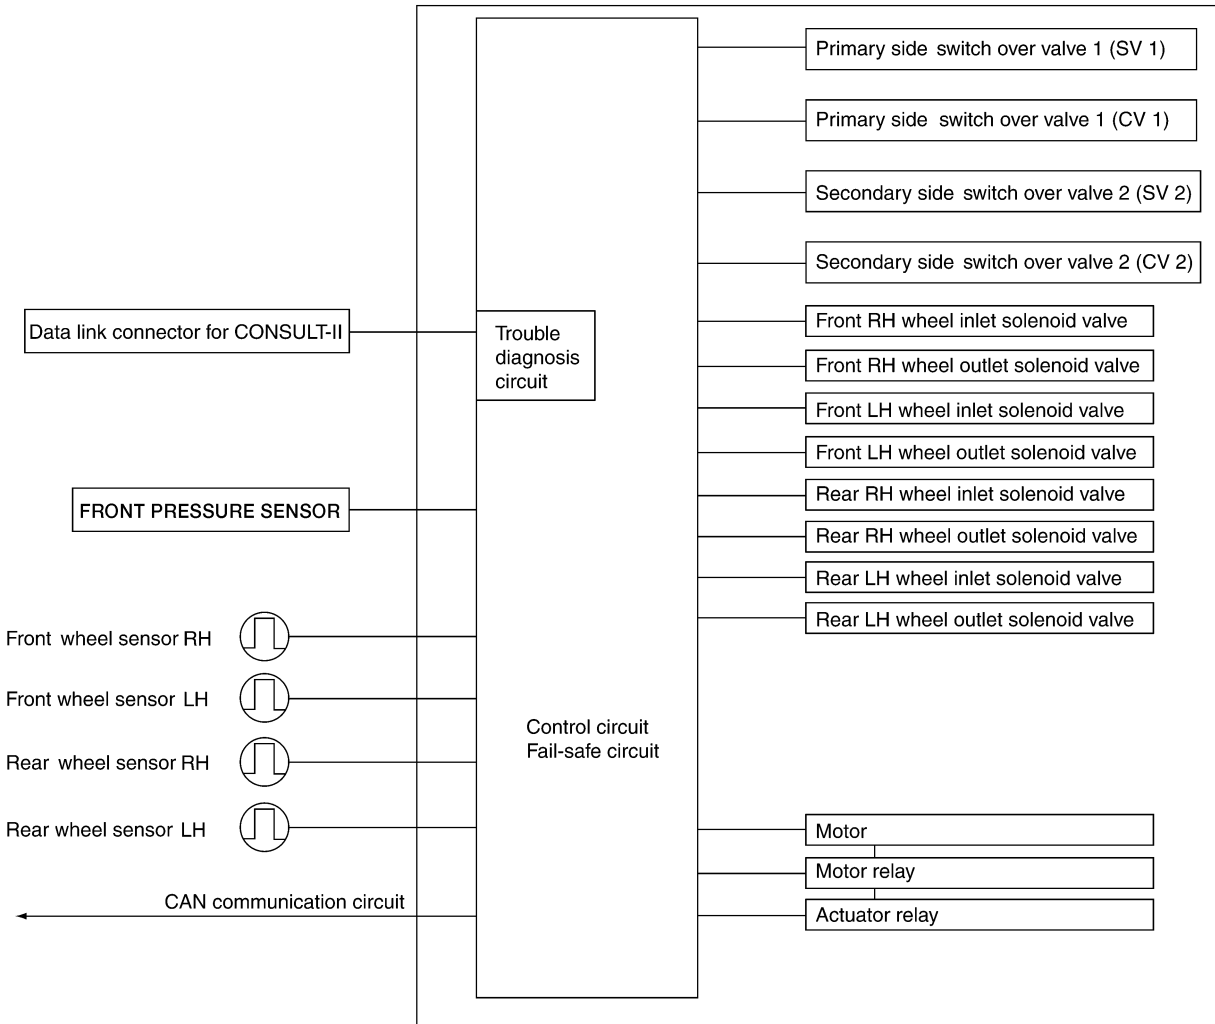 Primary side switch over valve 1 (SV 1)
Primary side switch over valve 1 (CV 1)
Secondary side switch over valve 2 (SV 2)
Secondary side switch over valve 2 (CV 2)
Data link connector for CONSULT-II
Trouble
diagnosis
circuit
Front RH wheel inlet solenoid valve
Front RH wheel outlet solenoid valve
Front LH wheel inlet solenoid valve
Front LH wheel outlet solenoid valve
Rear RH wheel inlet solenoid valve
Rear RH wheel outlet solenoid valve
Rear LH wheel inlet solenoid valve
Rear LH wheel outlet solenoid valve
FRONT PRESSURE SENSOR
Front wheel sensor RH
Front wheel sensor LH
Rear wheel sensor RH
Rear wheel sensor LH
CAN communication circuit
Control circuit
Fail-safe circuit
Motor
Motor relay
Actuator relay